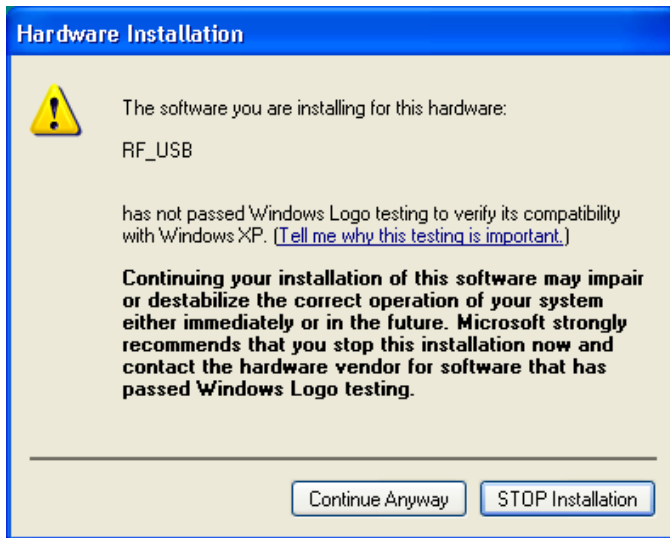 Hardware Installation
The software you are installing for this hardware:
RF_USB
has not passed Windows Logo testing to verify its compatibility
with Windows XP. (Tell me why this testing is important.)
Continuing your installation of this software may impair
or destabilize the correct operation of your system
either immediately or in the future. Microsoft strongly
recommends that you stop this installation now and
contact the hardware vendor for software that has
passed Windows Logo testing.
Continue Anyway
STOP Installation